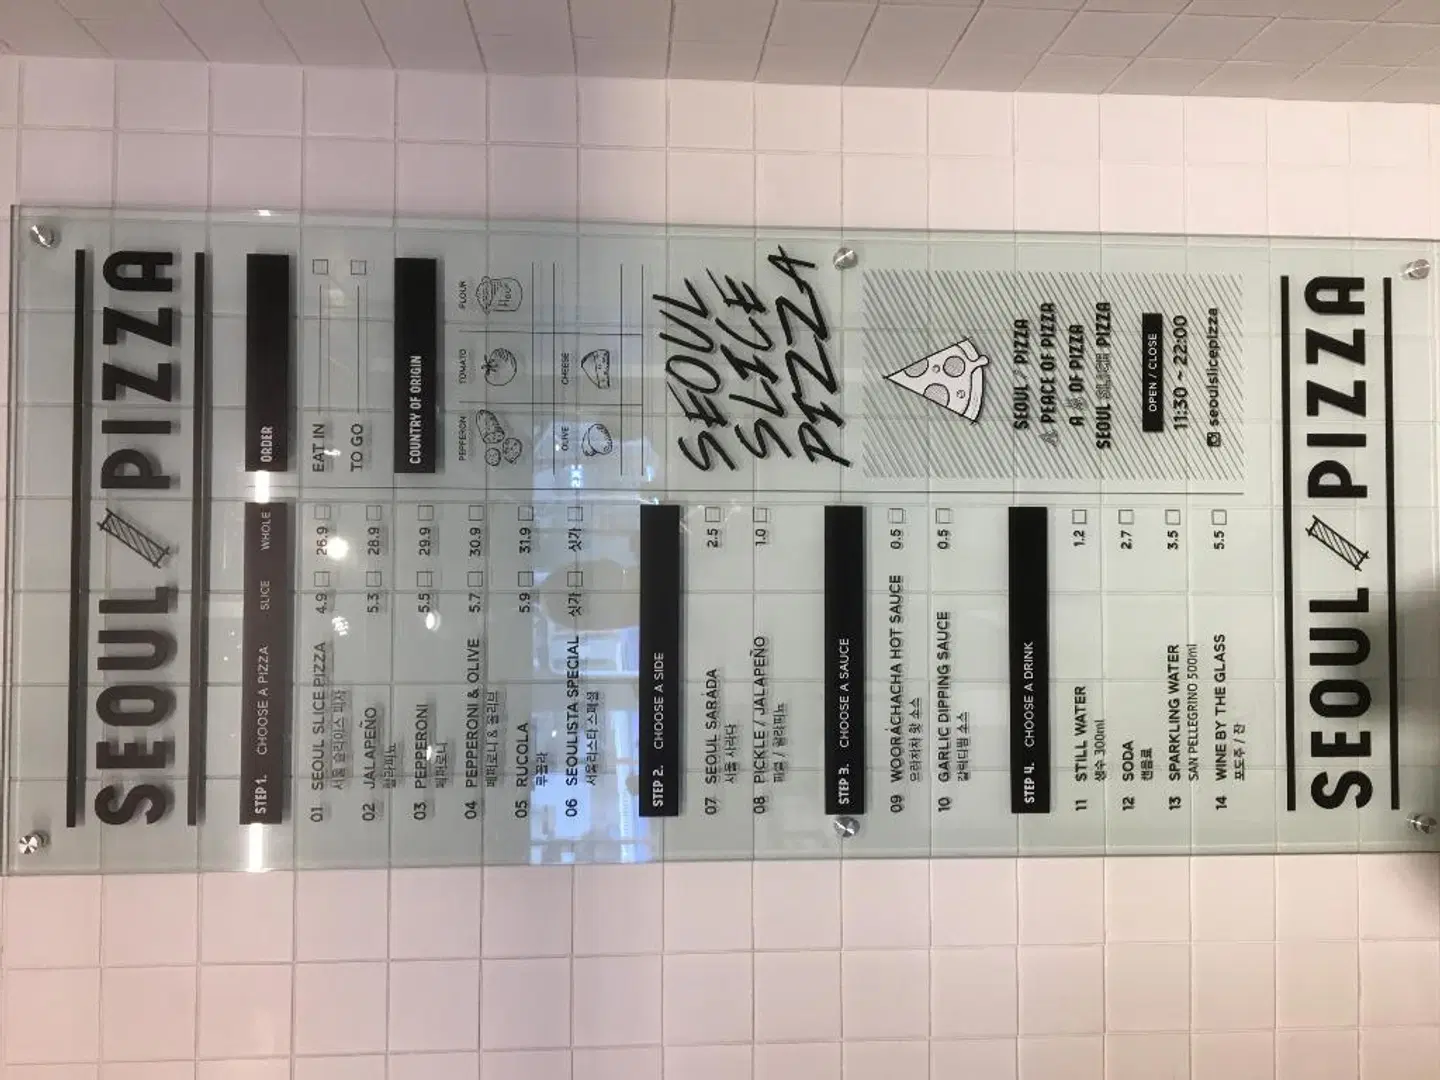 SEOUL / PIZZA
STEP 1. CHOOSE A PIZZA SLICE WHOLE
01 SEOUL SLICE PIZZA 4.9 26.9
서울 슬라이스 피자
02 JALAPEÑO 5.3 28.9
할라피뇨
03 PEPPERONI 5.5 29.9
페퍼로니
04 PEPPERONI & OLIVE 5.7 30.9
페퍼로니 & 올리브
05 RUCOLA 5.9 31.9
루꼴라
06 SEOULISTA SPECIAL 싯가 싯가
서울리스타 스페셜
STEP 2. CHOOSE A SIDE
07 SEOUL SARADA 2.5
서울 사라다
08 PICKLE / JALAPEÑO 1.0
피클 / 할라피뇨
STEP 3. CHOOSE A SAUCE
09 WOORACHACHA HOT SAUCE 0.5
으라차차 핫 소스
10 GARLIC DIPPING SAUCE 0.5
갈릭디핑 소스
STEP 4. CHOOSE A DRINK
11 STILL WATER 1.2
생수 300ml
12 SODA 2.7
캔음료
13 SPARKLING WATER 3.5
SAN PELLEGRINO 500ml
14 WINE BY THE GLASS 5.5
포도주 / 잔
ORDER
EAT IN
TO GO
COUNTRY OF ORIGIN
PEPPERON TOMATO FLOUR
Flour
OLIVE CHEESE
SEOUL
SLICE
PIZZA
SEOUL / PIZZA
A PEACE OF PIZZA
A OF PIZZA
SEOUL SLICE PIZZA
OPEN / CLOSE
11:30 ~ 22:00
seoulslicepizza
SEOUL / PIZZA